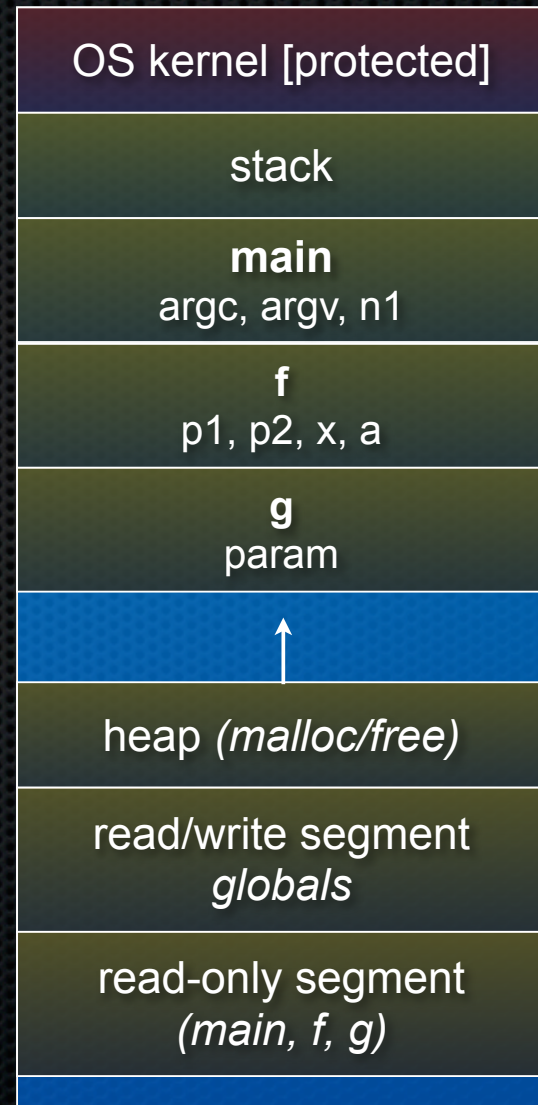 OS kernel [protected]
stack
main
argc, argv, n1
f
p1, p2, x, a
g
param
heap (malloc/free)
read/write segment
globals
read-only segment
(main, f, g)